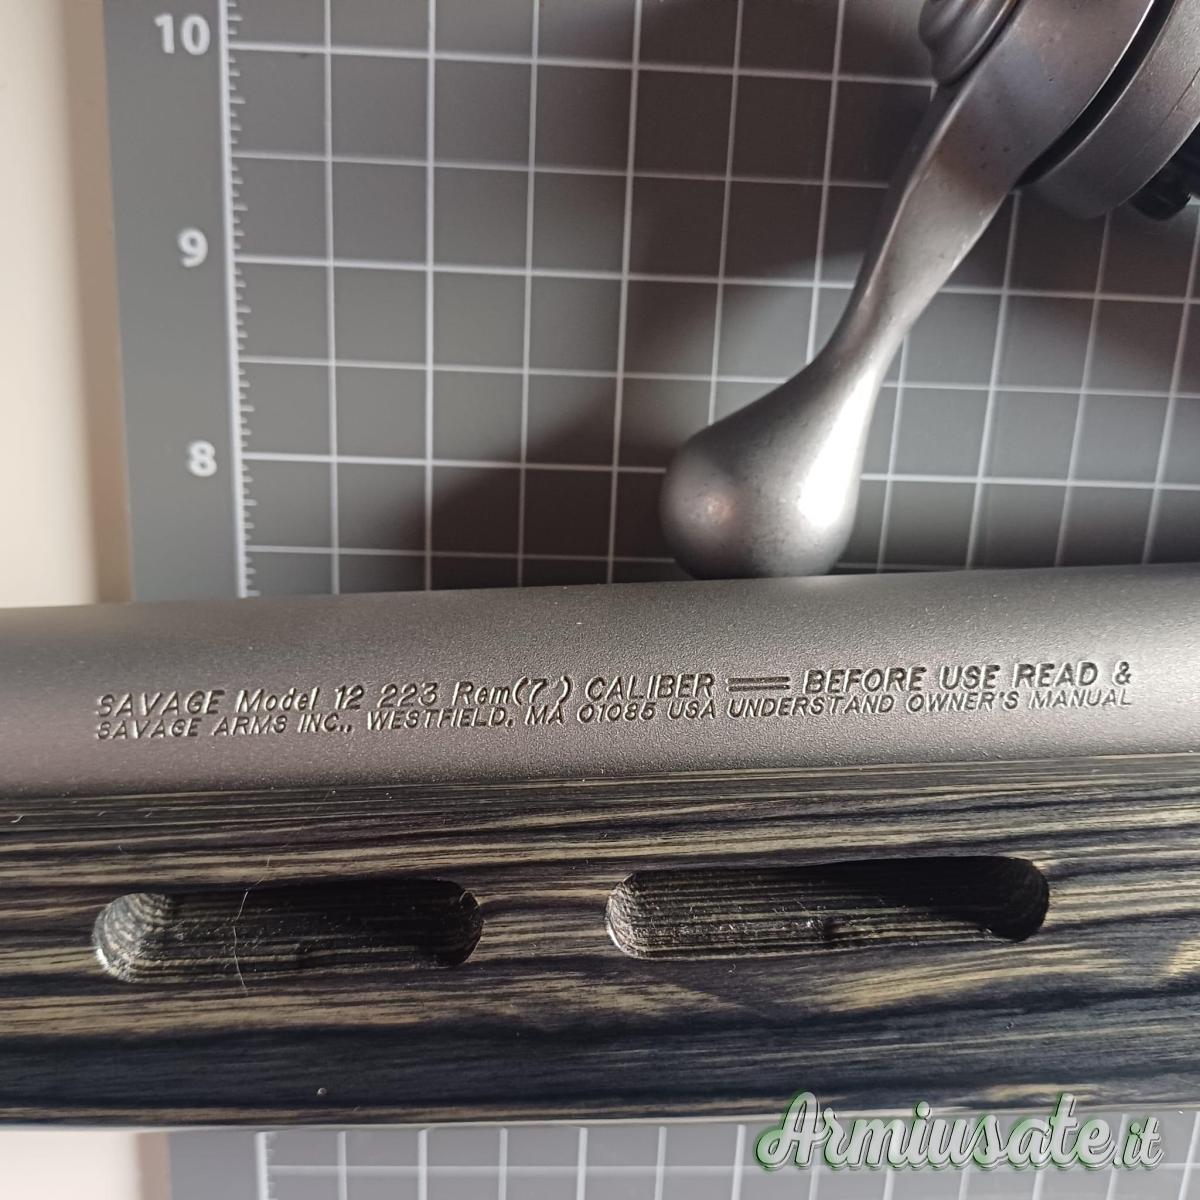 10
9
8
SAVAGE Model 12 223 Rem(7") CALIBER == BEFORE USE READ &
SAVAGE ARMS INC., WESTFIELD, MA 01085 USA UNDERSTAND OWNER'S MANUAL
Armiusate.it